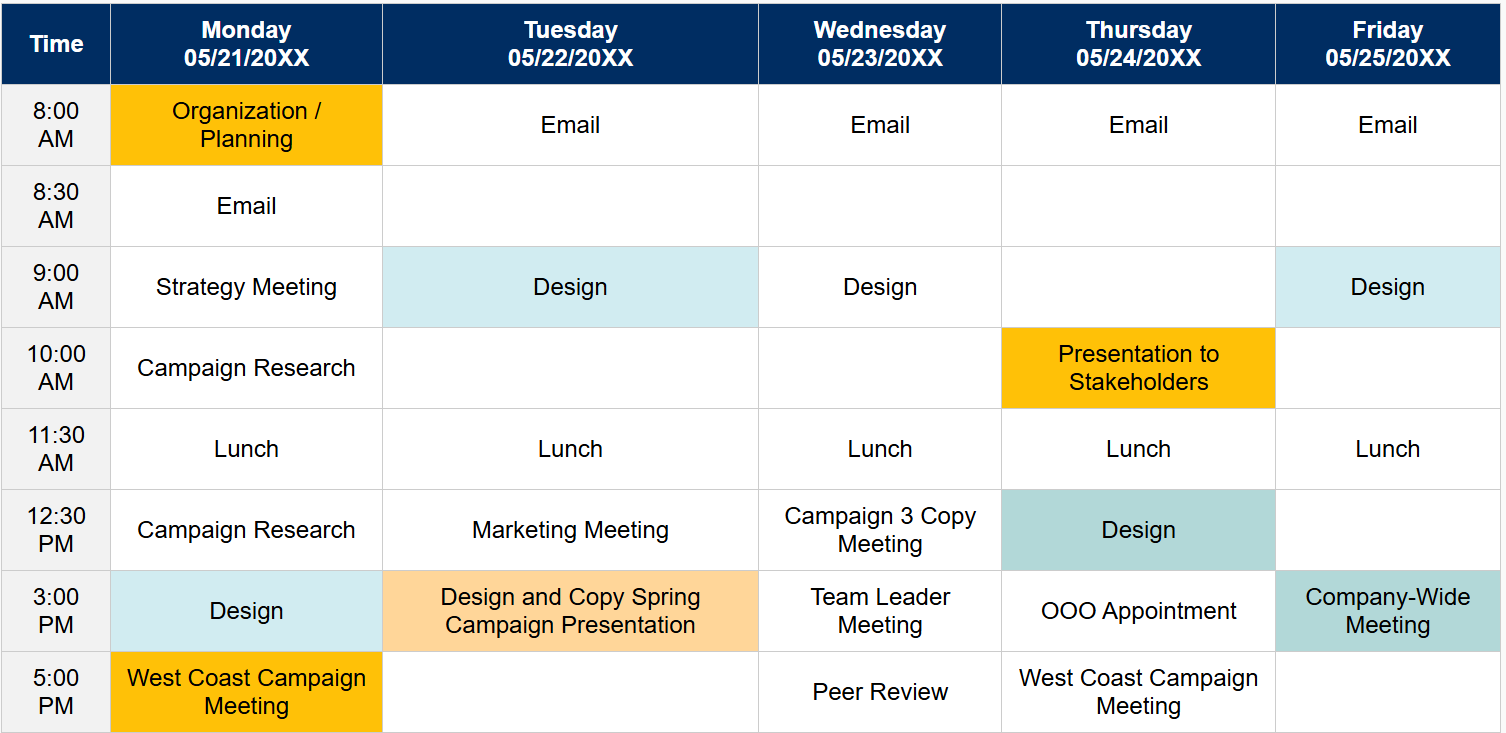 Time
Monday
05/21/20XX
Tuesday
05/22/20XX
Wednesday
05/23/20XX
Thursday
05/24/20XX
Friday
05/25/20XX
8:00
AM
Organization /
Planning
Email
Email
Email
Email
8:30
AM
Email
9:00
AM
Strategy Meeting
Design
Design
Design
10:00
AM
Campaign Research
Presentation to
Stakeholders
11:30
AM
Lunch
Lunch
Lunch
Lunch
Lunch
12:30
PM
Campaign Research
Marketing Meeting
Campaign 3 Copy
Meeting
Design
3:00
PM
Design
Design and Copy Spring
Campaign Presentation
Team Leader
Meeting
OOO Appointment
Company-Wide
Meeting
5:00
PM
West Coast Campaign
Meeting
Peer Review
West Coast Campaign
Meeting